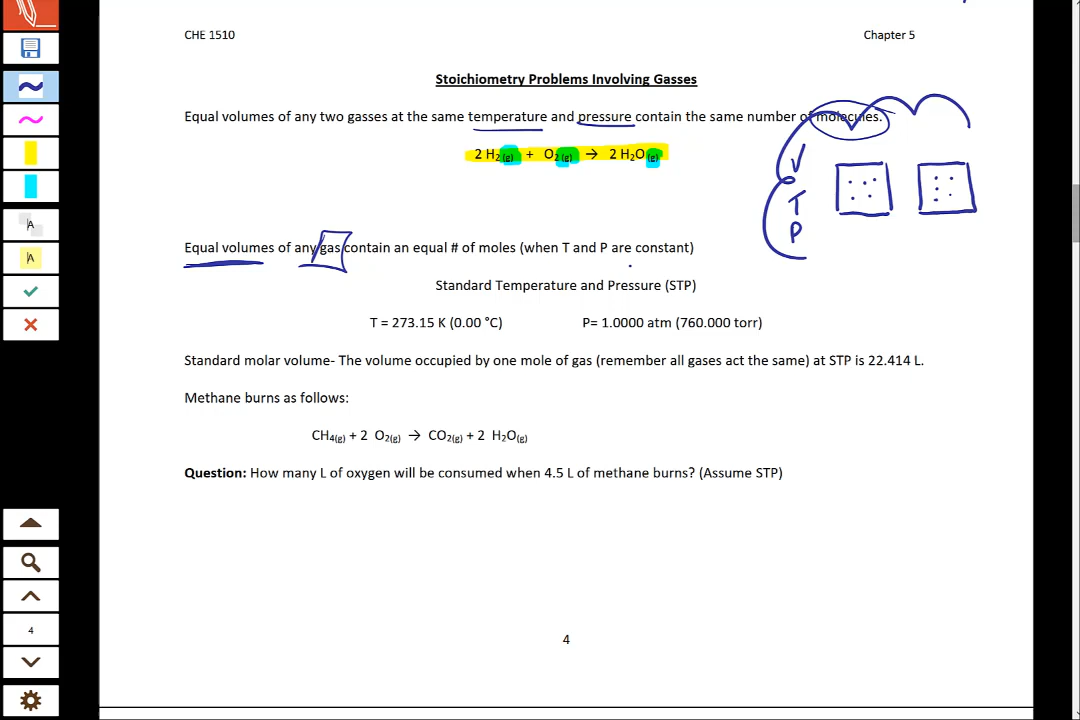 CHE 1510 Chapter 5
Stoichiometry Problems Involving Gasses
Equal volumes of any two gasses at the same temperature and pressure contain the same number of molecules.
2 H2 (g) + O2 (g) → 2 H2O(g)
V
T
P
Equal volumes of any gas contain an equal # of moles (when T and P are constant)
Standard Temperature and Pressure (STP)
T = 273.15 K (0.00 °C) P= 1.0000 atm (760.000 torr)
Standard molar volume- The volume occupied by one mole of gas (remember all gases act the same) at STP is 22.414 L.
Methane burns as follows:
CH4(g) + 2 O2(g) → CO2(g) + 2 H2O(g)
Question: How many L of oxygen will be consumed when 4.5 L of methane burns? (Assume STP)
4
A
A
4